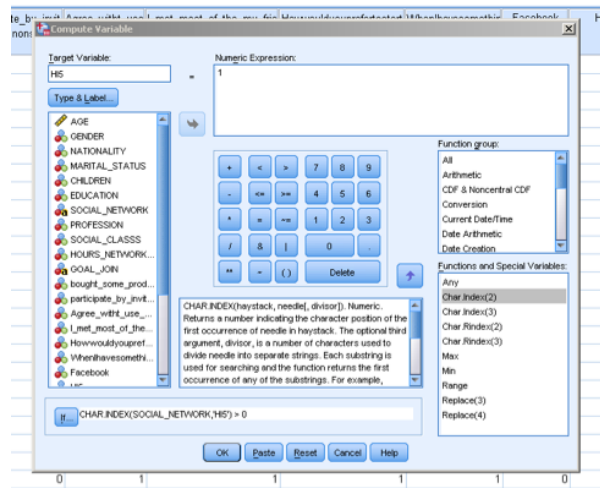 Compute Variable
Target Variable:
HI5
=
Numeric Expression:
1
Type & Label...
AGE
GENDER
NATIONALITY
MARITAL_STATUS
CHILDREN
EDUCATION
SOCIAL_NETWORK
PROFESSION
SOCIAL_CLASSS
HOURS_NETWORK...
GOAL_JOIN
bought_some_prod...
participate_by_invit...
Agree_witht_use_...
I_met_most_of_the...
Howwouldyoupref...
WhenIhavesomethi...
Facebook
+ < > 7 8 9
- <= >= 4 5 6
* = ~= 1 2 3
/ & | 0 .
** ~ ( ) Delete
Function group:
All
Arithmetic
CDF & Noncentral CDF
Conversion
Current Date/Time
Date Arithmetic
Date Creation
Functions and Special Variables:
Any
Char.Index(2)
Char.Index(3)
Char.Rindex(2)
Char.Rindex(3)
Max
Min
Range
Replace(3)
Replace(4)
CHAR.INDEX(haystack, needle[, divisor]). Numeric.
Returns a number indicating the character position of the
first occurrence of needle in haystack. The optional third
argument, divisor, is a number of characters used to
divide needle into separate strings. Each substring is
used for searching and the function returns the first
occurrence of any of the substrings. For example,
If... CHAR.INDEX(SOCIAL_NETWORK,'HI5') > 0
OK Paste Reset Cancel Help
0 1 1 1 1 0